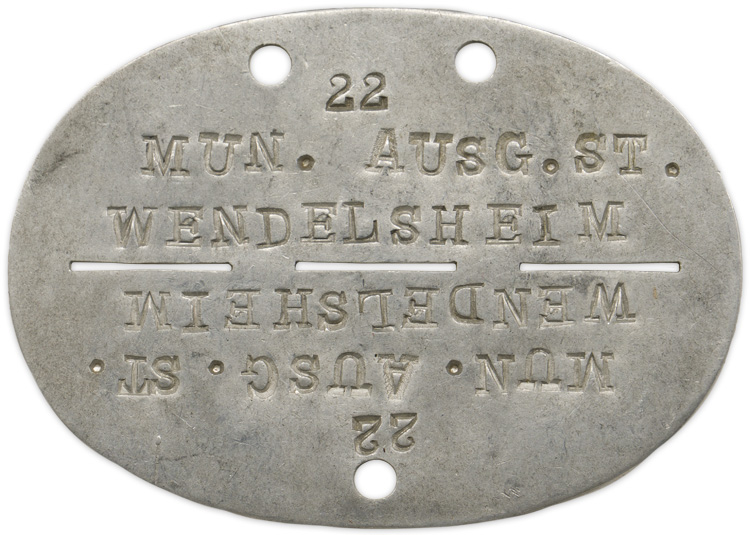 22
MUN. AUSG.ST.
WENDELSHEIM
22
MUN. AUSG. ST.
WENDELSHEIM